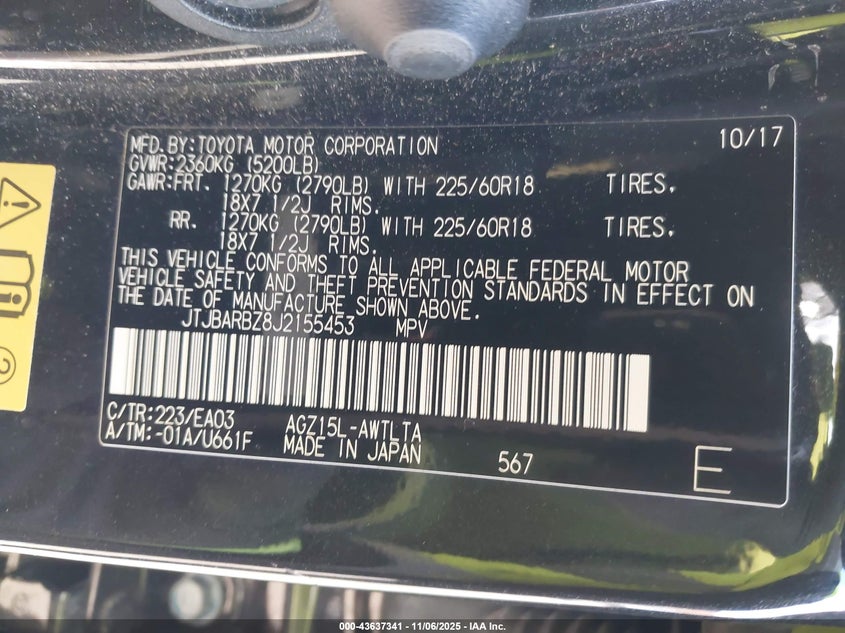 MFD.BY:TOYOTA MOTOR CORPORATION 10/17
GVWR:2360KG (5200LB)
GAWR:FRT. 1270KG (2790LB) WITH 225/60R18 TIRES.
18X7 1/2J RIMS.
RR. 1270KG (2790LB) WITH 225/60R18 TIRES.
18X7 1/2J RIMS.
THIS VEHICLE CONFORMS TO ALL APPLICABLE FEDERAL MOTOR
VEHICLE SAFETY AND THEFT PREVENTION STANDARDS IN EFFECT ON
THE DATE OF MANUFACTURE SHOWN ABOVE.
JTJBARBZ8J2155453 MPV
C/TR:223/EA03 AGZ15L-AWTLTA
A/TM:-01A/U661F MADE IN JAPAN 567 E
2
000-43637341 - 11/06/2025 - IAA Inc.